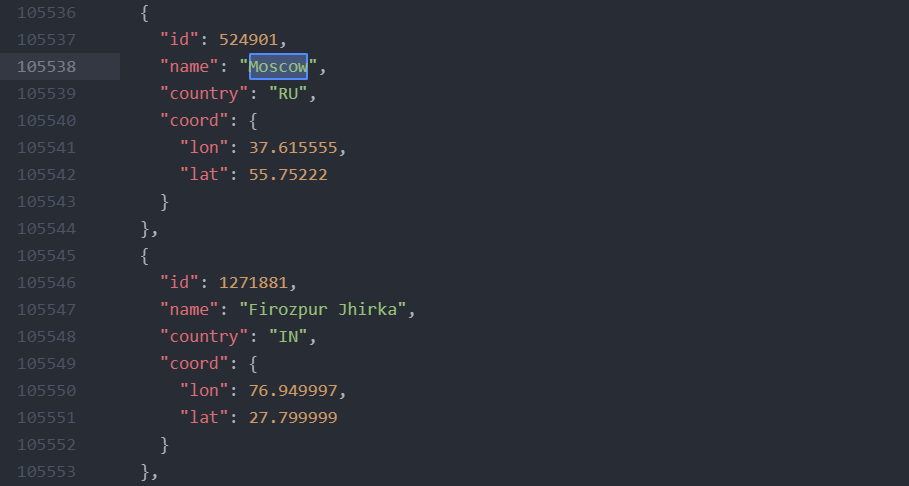 105536 {
105537 "id": 524901,
105538 "name": "Moscow",
105539 "country": "RU",
105540 "coord": {
105541 "lon": 37.615555,
105542 "lat": 55.75222
105543 }
105544 },
105545 {
105546 "id": 1271881,
105547 "name": "Firozpur Jhirka",
105548 "country": "IN",
105549 "coord": {
105550 "lon": 76.949997,
105551 "lat": 27.799999
105552 }
105553 },